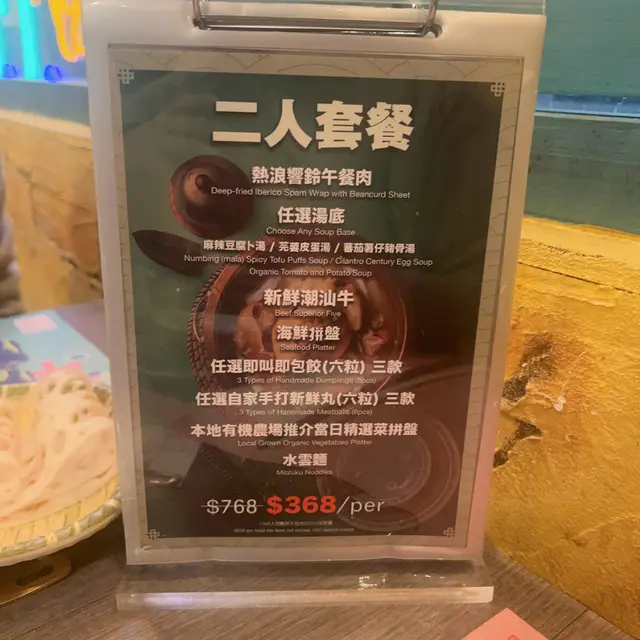 二人套餐
熱浪響鈴午餐肉
Deep-fried Iberico Spam Wrap with Beancurd Sheet
任選湯底
Choose Any Soup Base
麻辣豆腐卜湯 / 芫茜皮蛋湯 / 蕃茄薯仔豬骨湯
Numbing (mala) Spicy Tofu Puffs Soup / Cilantro Century Egg Soup
Organic Tomato and Potato Soup
新鮮潮汕牛
Beef Superior Five
海鮮拼盤
Seafood Platter
任選即叫即包餃(六粒) 三款
3 Types of Handmade Dumplings (6pcs)
任選自家手打新鮮丸(六粒) 三款
3 Types of Handmade Meatballs (6pcs)
本地有機農場推介當日精選菜拼盤
Local Grown Organic Vegetables Platter
水雲麵
Mozuku Noodles
$768 $368/per